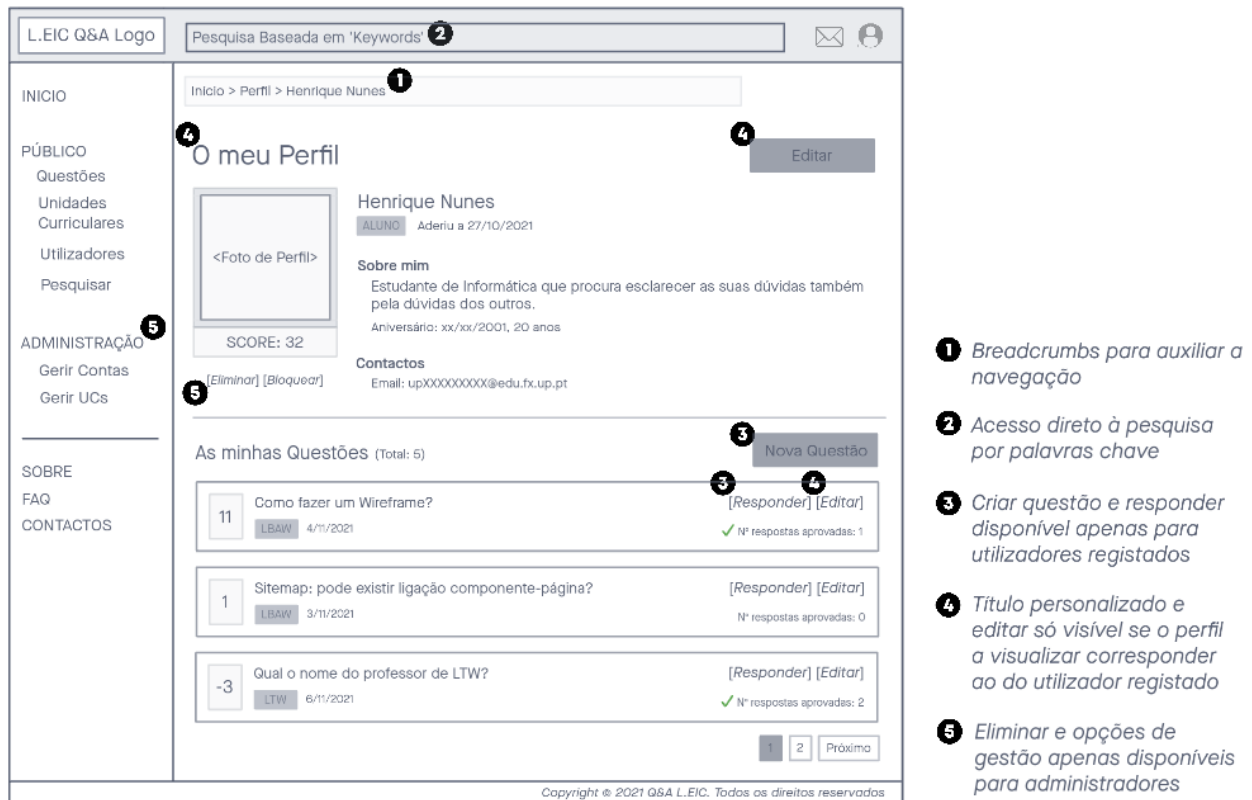 L.EIC Q&A Logo
Pesquisa Baseada em 'Keywords' 2
INICIO
PÚBLICO
Questões
Unidades
Curriculares
Utilizadores
Pesquisar
5
ADMINISTRAÇÃO
Gerir Contas
Gerir UCs
SOBRE
FAQ
CONTACTOS
Inicio > Perfil > Henrique Nunes 1
4
O meu Perfil
4
Editar
<Foto de Perfil>
SCORE: 32
5 [Eliminar] [Bloquear]
Henrique Nunes
ALUNO Aderiu a 27/10/2021
Sobre mim
Estudante de Informática que procura esclarecer as suas dúvidas também
pela dúvidas dos outros.
Aniversário: xx/xx/2001, 20 anos
Contactos
Email: upXXXXXXXXX@edu.fx.up.pt
As minhas Questões (Total: 5)
3
Nova Questão
3 4
11 Como fazer um Wireframe? [Responder] [Editar]
LBAW 4/11/2021 ✓ Nº respostas aprovadas: 1
1 Sitemap: pode existir ligação componente-página? [Responder] [Editar]
LBAW 3/11/2021 Nº respostas aprovadas: 0
-3 Qual o nome do professor de LTW? [Responder] [Editar]
LTW 6/11/2021 ✓ Nº respostas aprovadas: 2
1 2 Próximo
Copyright © 2021 Q&A L.EIC. Todos os direitos reservados
1 Breadcrumbs para auxiliar a
navegação
2 Acesso direto à pesquisa
por palavras chave
3 Criar questão e responder
disponível apenas para
utilizadores registados
4 Título personalizado e
editar só visível se o perfil
a visualizar corresponder
ao do utilizador registado
5 Eliminar e opções de
gestão apenas disponíveis
para administradores